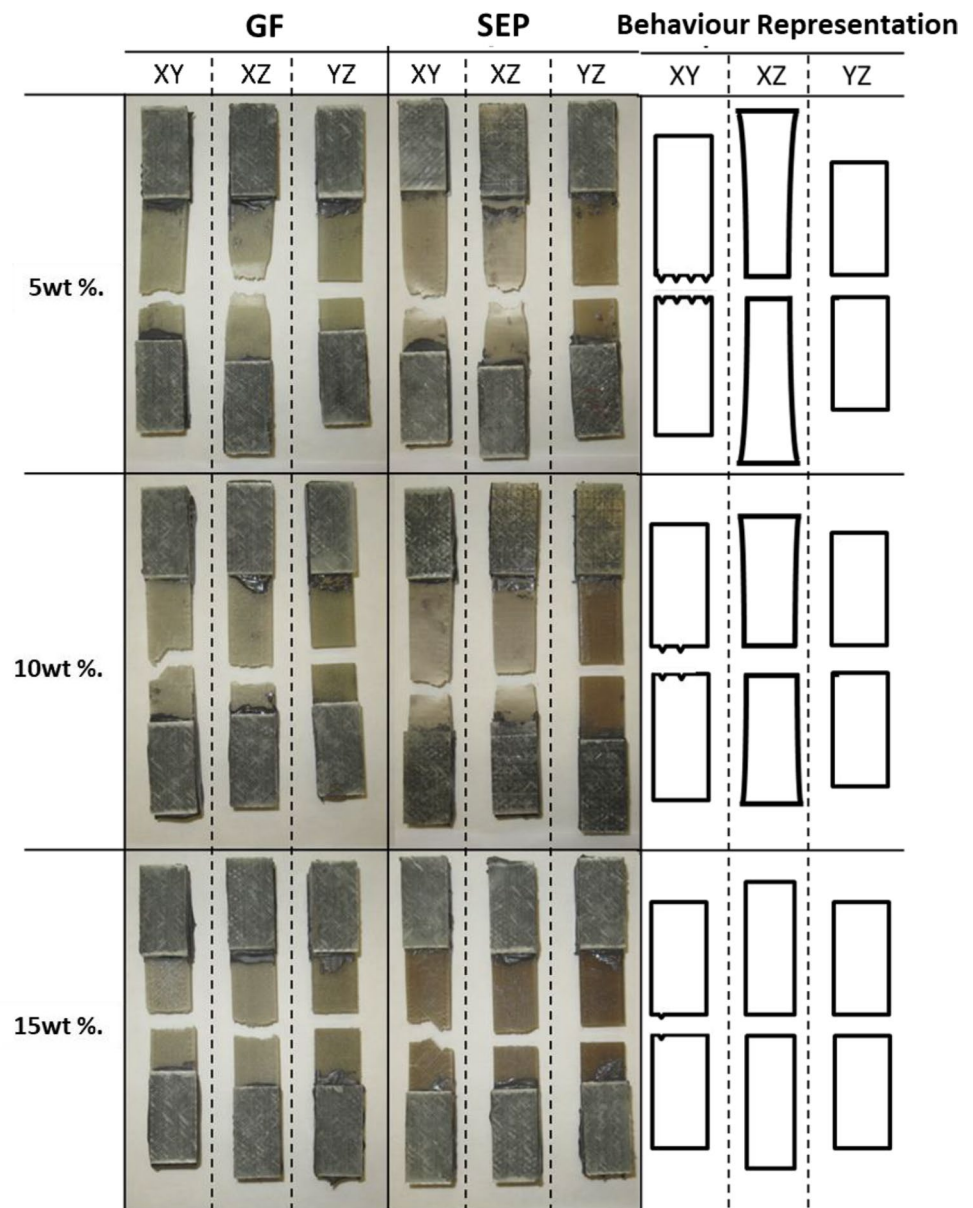 GF SEP Behaviour Representation
XY XZ YZ XY XZ YZ XY XZ YZ
5wt %.
10wt %.
15wt %.